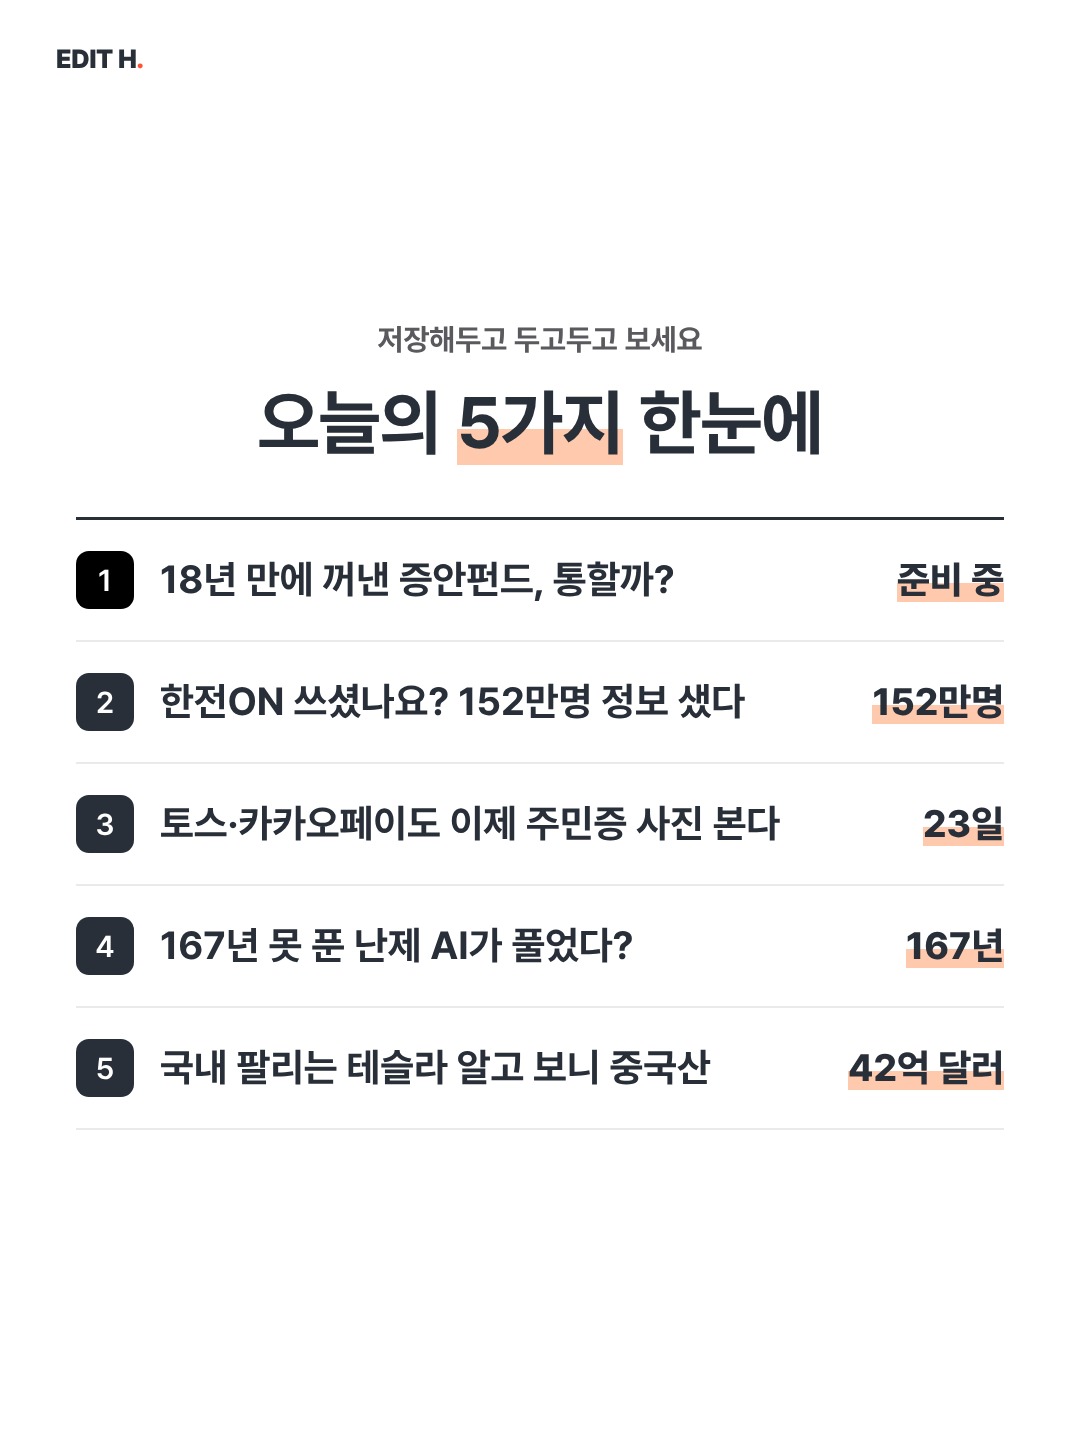 EDIT H.
저장해두고 두고두고 보세요
오늘의 5가지 한눈에
1 18년 만에 꺼낸 증안펀드, 통할까? 준비 중
2 한전ON 쓰셨나요? 152만명 정보 샜다 152만명
3 토스·카카오페이도 이제 주민증 사진 본다 23일
4 167년 못 푼 난제 AI가 풀었다? 167년
5 국내 팔리는 테슬라 알고 보니 중국산 42억 달러